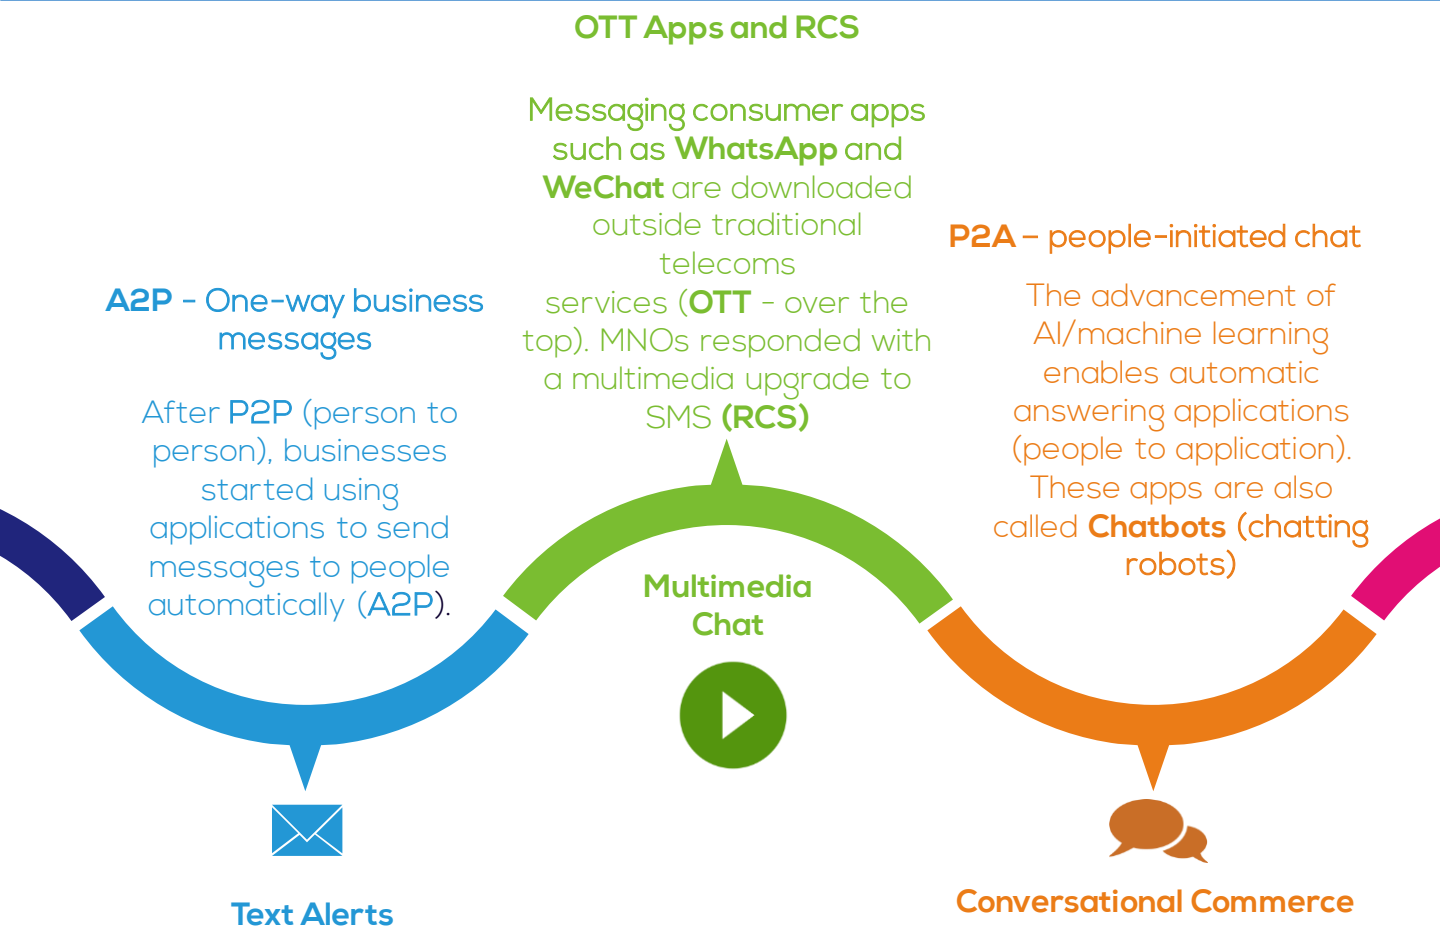 OTT Apps and RCS
Messaging consumer apps
such as WhatsApp and
WeChat are downloaded
outside traditional
telecoms
services (OTT - over the
top). MNOs responded with
a multimedia upgrade to
SMS (RCS)
Multimedia
Chat
A2P - One-way business
messages
After P2P (person to
person), businesses
started using
applications to send
messages to people
automatically (A2P).
Text Alerts
P2A – people-initiated chat
The advancement of
AI/machine learning
enables automatic
answering applications
(people to application).
These apps are also
called Chatbots (chatting
robots)
Conversational Commerce